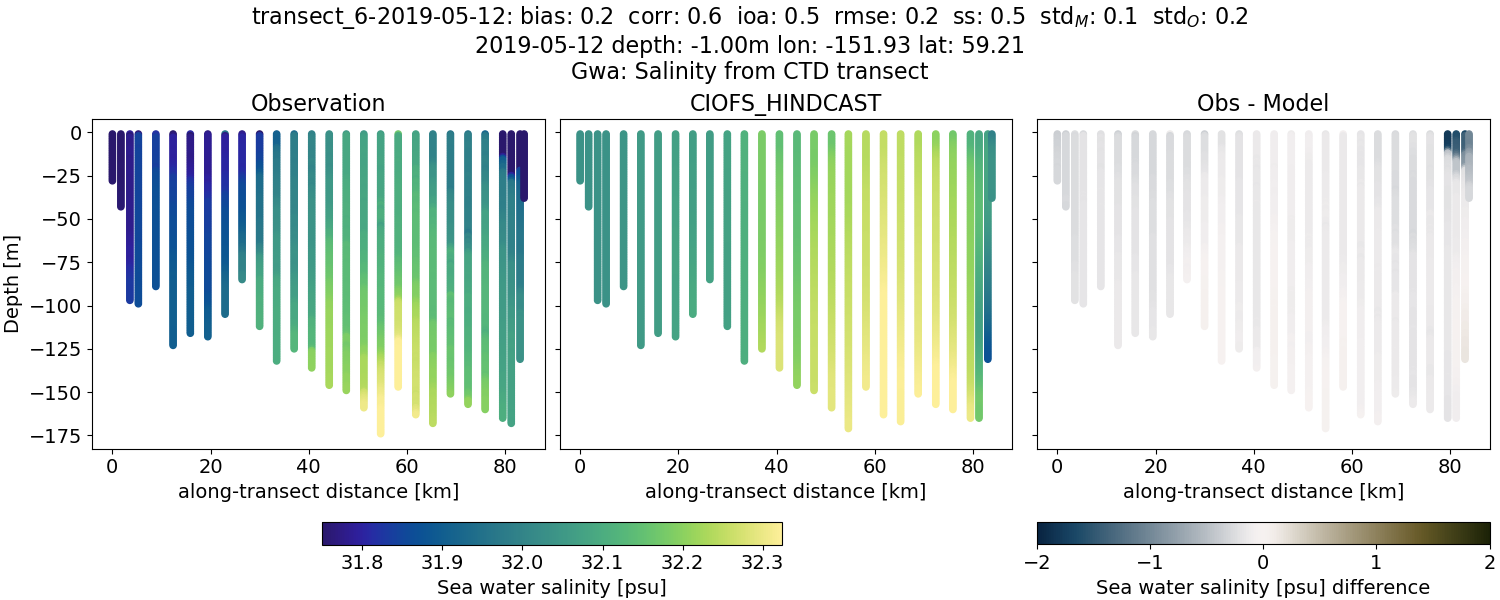 transect_6-2019-05-12: bias: 0.2  corr: 0.6  ioa: 0.5  rmse: 0.2  ss: 0.5  std_M: 0.1  std_O: 0.2
2019-05-12 depth: -1.00m lon: -151.93 lat: 59.21
Gwa: Salinity from CTD transect
Observation
CIOFS_HINDCAST
Obs - Model
Depth [m]
0
−25
−50
−75
−100
−125
−150
−175
0 20 40 60 80
0 20 40 60 80
0 20 40 60 80
along-transect distance [km]
along-transect distance [km]
along-transect distance [km]
31.8 31.9 32.0 32.1 32.2 32.3
Sea water salinity [psu]
−2 −1 0 1 2
Sea water salinity [psu] difference